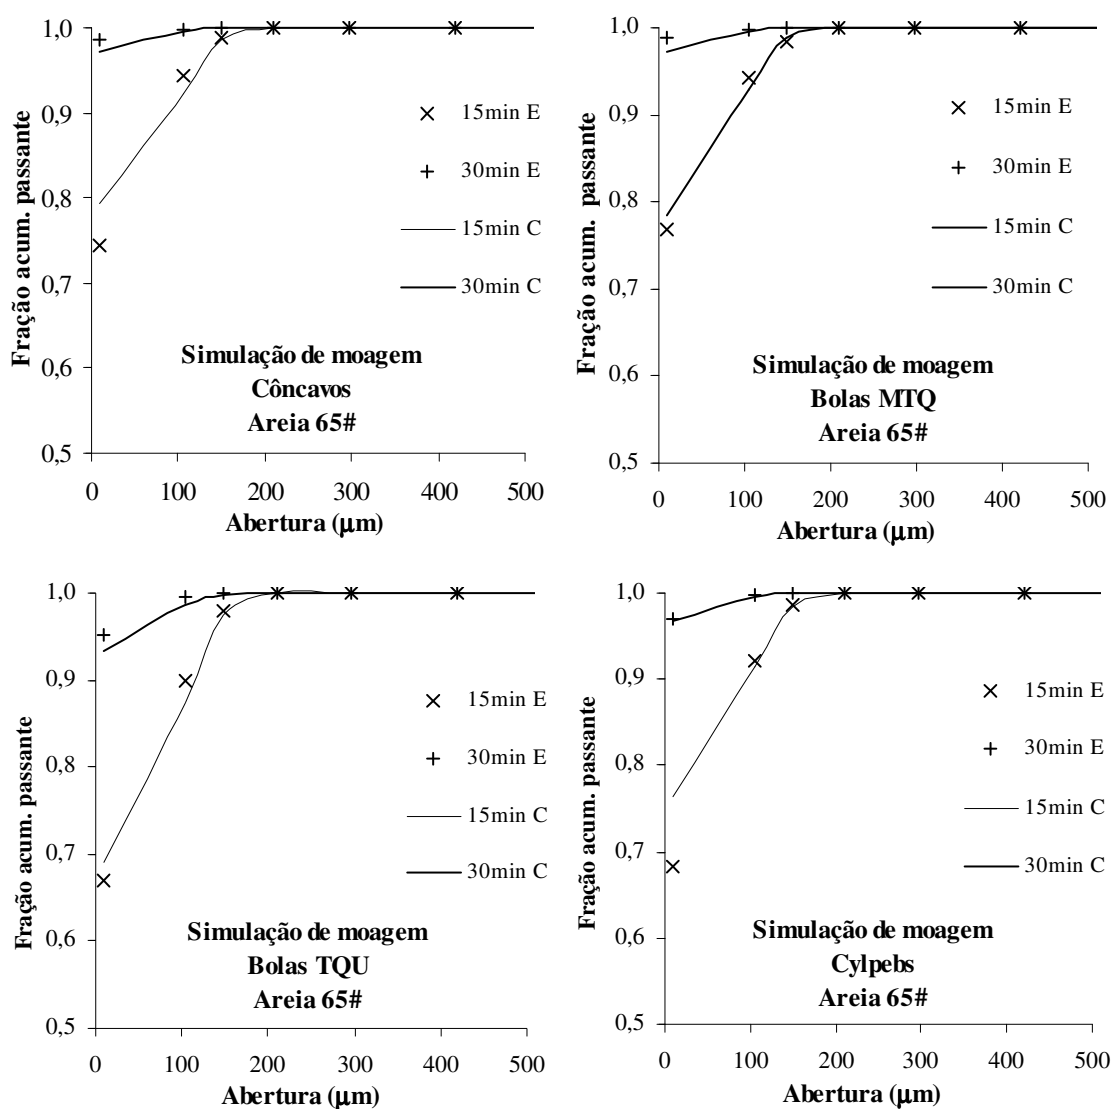 1,0
0,9
0,8
0,7
0,6
0,5
Fração acum. passante
15min E
30min E
15min C
30min C
Simulação de moagem
Côncavos
Areia 65#
0 100 200 300 400 500
Abertura (μm)
1,0
0,9
0,8
0,7
0,6
0,5
Fração acum. passante
15min E
30min E
15min C
30min C
Simulação de moagem
Bolas MTQ
Areia 65#
0 100 200 300 400 500
Abertura (μm)
1,0
0,9
0,8
0,7
0,6
0,5
Fração acum. passante
15min E
30min E
15min C
30min C
Simulação de moagem
Bolas TQU
Areia 65#
0 100 200 300 400 500
Abertura (μm)
1,0
0,9
0,8
0,7
0,6
0,5
Fração acum. passante
15min E
30min E
15min C
30min C
Simulação de moagem
Cylpebs
Areia 65#
0 100 200 300 400 500
Abertura (μm)